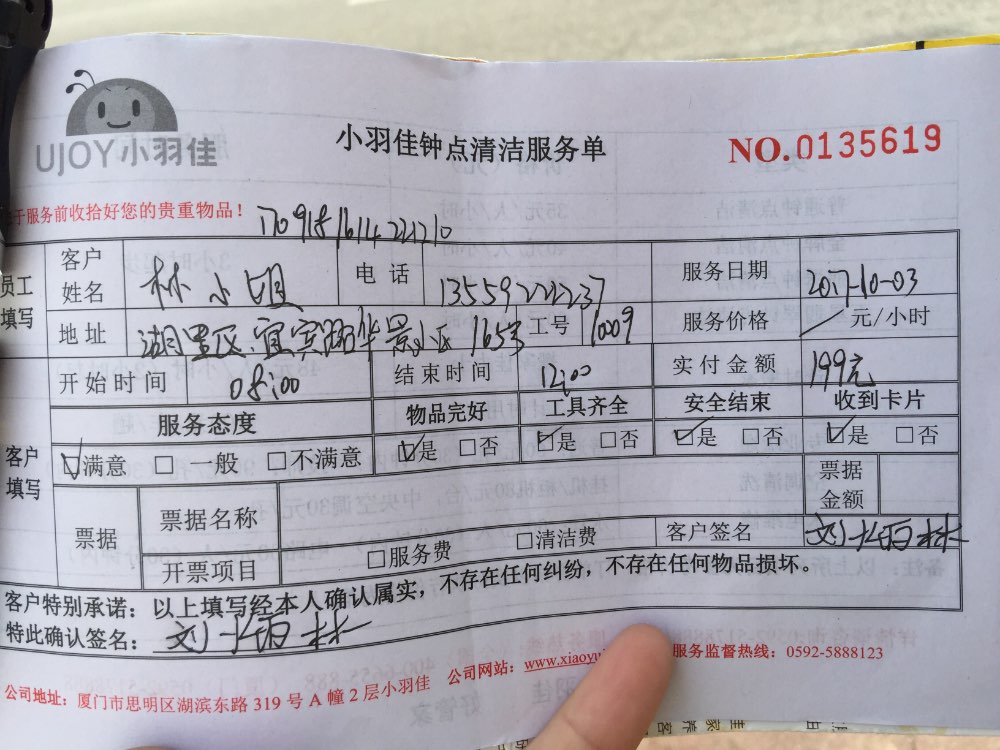 UJOY小羽佳
小羽佳钟点清洁服务单
NO.0135619
于服务前收拾好您的贵重物品！
170918161422210
员工填写
客户姓名 林小姐 电话 13559222237 服务日期 2017-10-03
地址 湖里区宜宾路华景小区1653 工号 1009 服务价格 / 元/小时
开始时间 08:00 结束时间 12:00 实付金额 199元
客户填写
服务态度 物品完好 工具齐全 安全结束 收到卡片
☑满意 □一般 □不满意 ☑是 □否 ☑是 □否 ☑是 □否 ☑是 □否
票据 票据名称 票据金额
开票项目 □服务费 □清洁费 客户签名 刘 林
客户特别承诺：以上填写经本人确认属实，不存在任何纠纷，不存在任何物品损坏。
特此确认签名：刘 林
公司地址：厦门市思明区湖滨东路 319 号 A 幢 2 层小羽佳 公司网站：www.xiaoyu 服务监督热线：0592-5888123